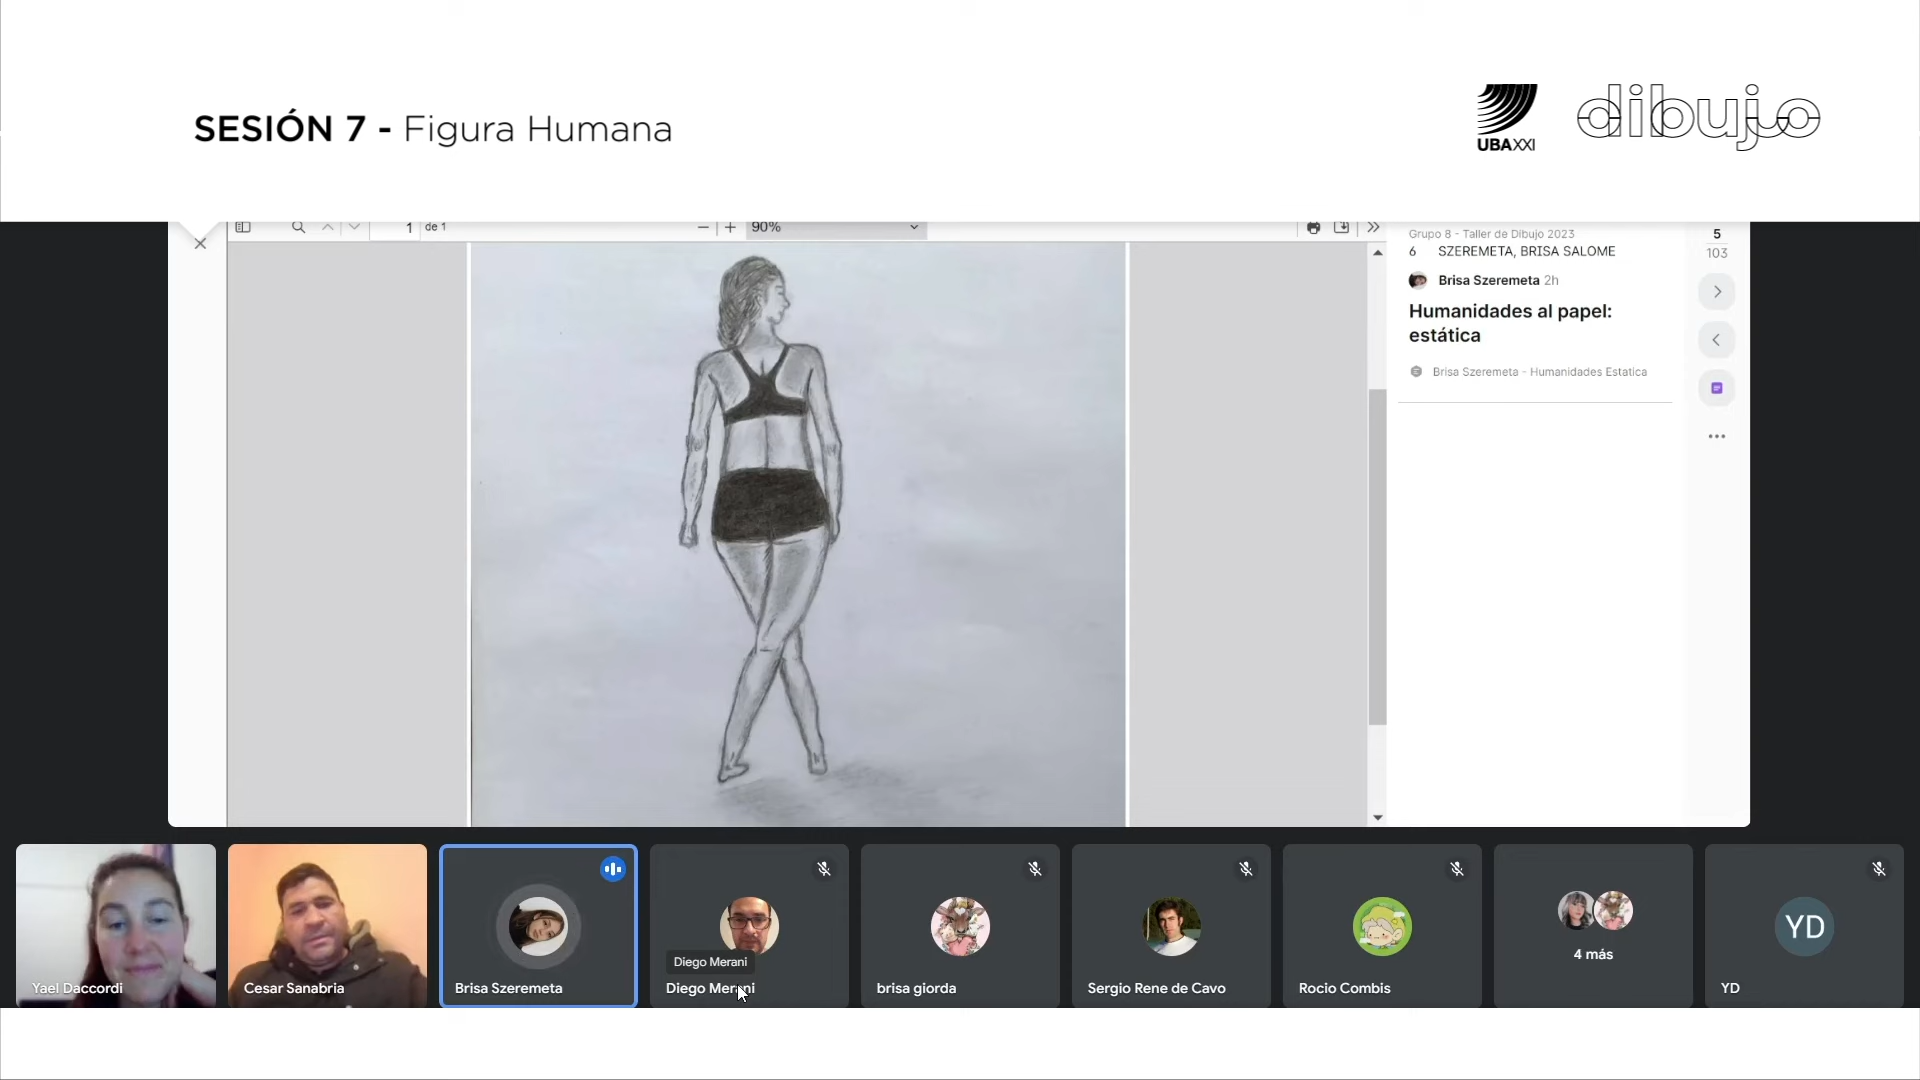 SESIÓN 7 - Figura Humana
UBAXXI
dibujo
1 de 1
90%
Grupo 8 - Taller de Dibujo 2023
6 SZEREMETA, BRISA SALOME
Brisa Szeremeta 2h
Humanidades al papel:
estática
Brisa Szeremeta - Humanidades Estatica
5
103
Yael Daccordi
Cesar Sanabria
Brisa Szeremeta
Diego Merani
Diego Merani
brisa giorda
Sergio Rene de Cavo
Rocio Combis
4 más
YD
YD